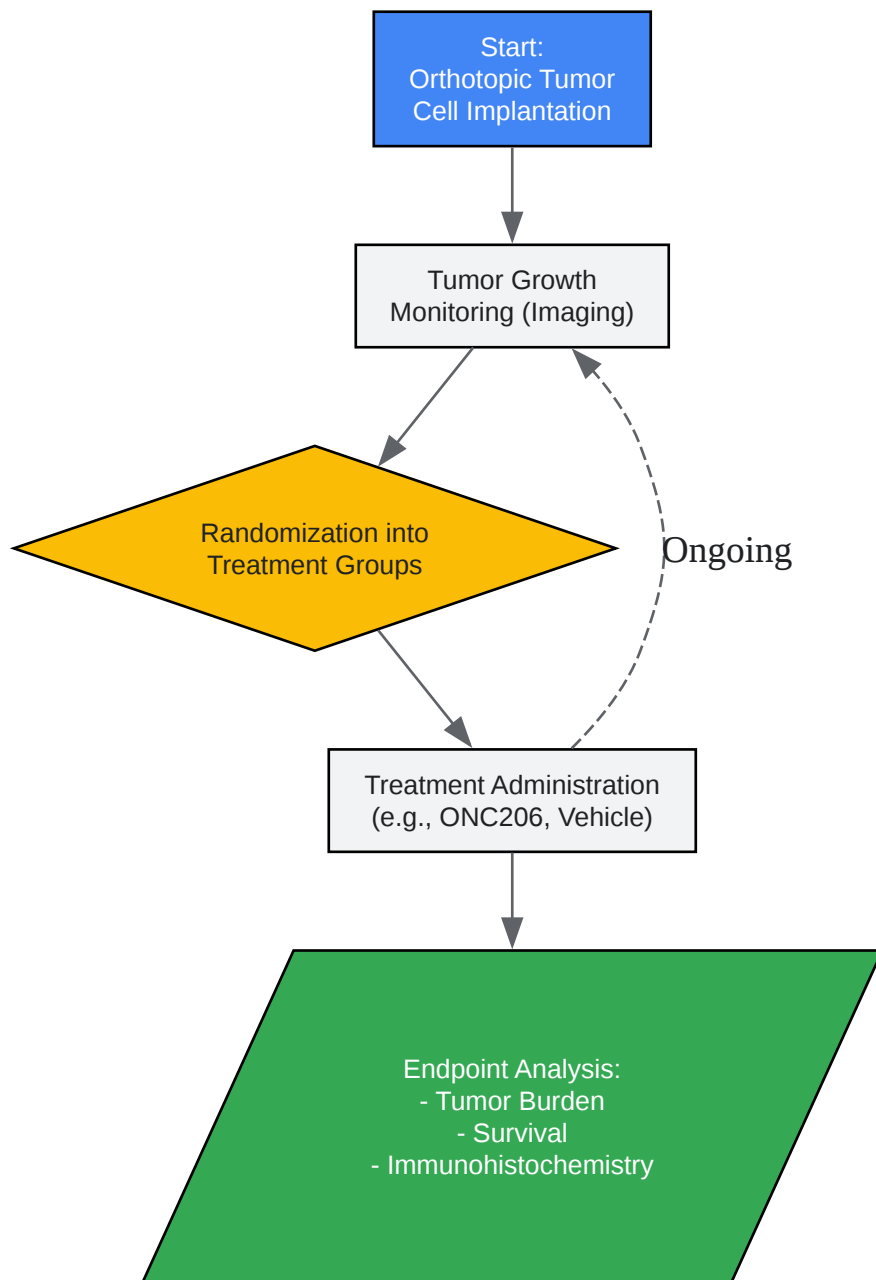 Start:
Orthotopic Tumor
Cell Implantation
Tumor Growth
Monitoring (Imaging)
Randomization into
Treatment Groups
Ongoing
Treatment Administration
(e.g., ONC206, Vehicle)
Endpoint Analysis:
- Tumor Burden
- Survival
- Immunohistochemistry